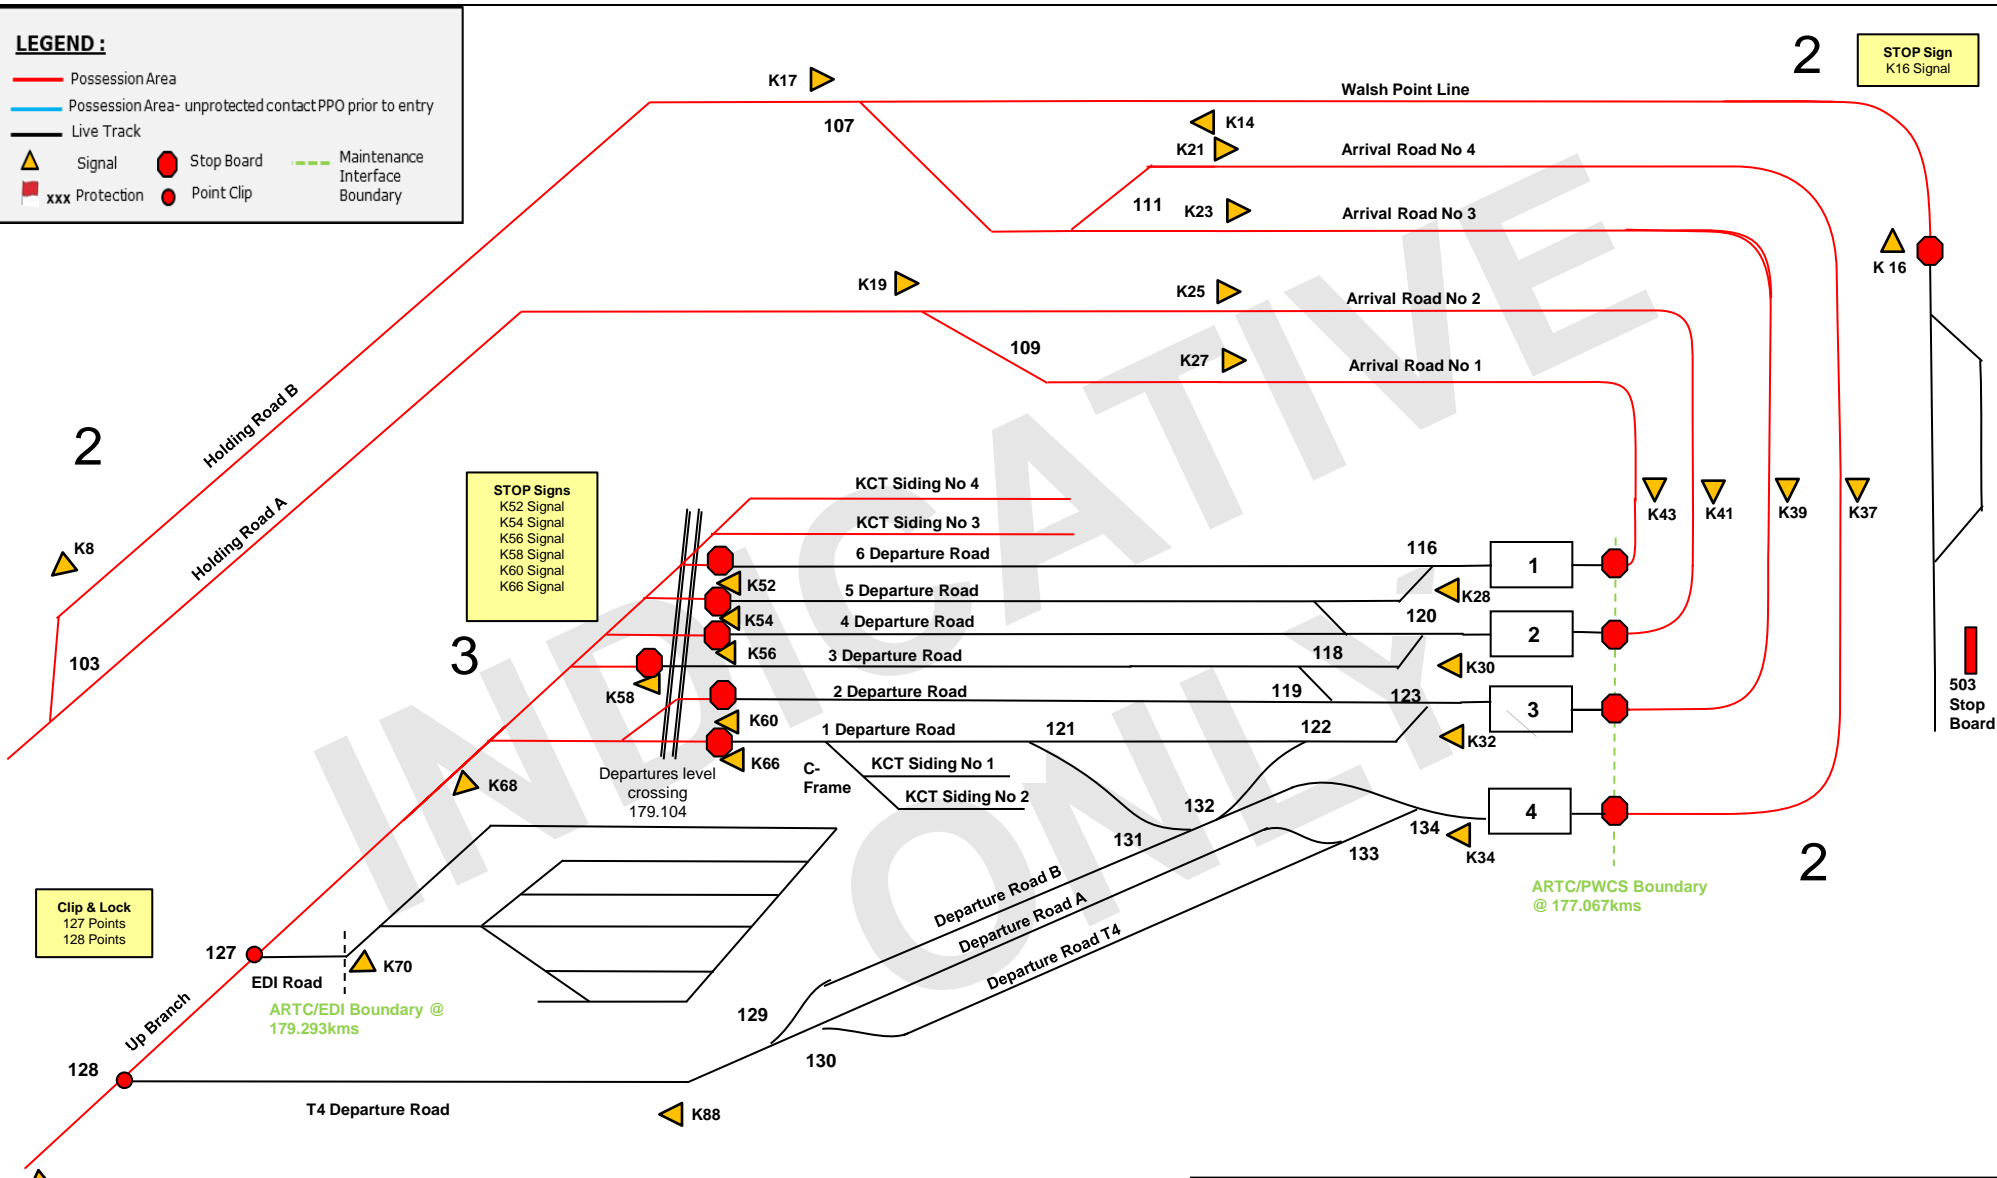 LEGEND :
Possession Area
Possession Area- unprotected contact PPO prior to entry
Live Track
Signal
Stop Board
Maintenance
Interface
Boundary
xxx Protection
Point Clip
K17
107
Walsh Point Line
2
STOP Sign
K16 Signal
K14
K21
Arrival Road No 4
111
K23
Arrival Road No 3
K 16
K19
K25
Arrival Road No 2
109
K27
Arrival Road No 1
Holding Road B
2
Holding Road A
K8
103
STOP Signs
K52 Signal
K54 Signal
K56 Signal
K58 Signal
K60 Signal
K66 Signal
3
KCT Siding No 4
KCT Siding No 3
6 Departure Road
116
1
K43
K41
K39
K37
K52
5 Departure Road
K28
K54
4 Departure Road
120
2
K56
3 Departure Road
118
K30
K58
2 Departure Road
119
123
3
K60
1 Departure Road
121
122
K32
K66
C-
Frame
KCT Siding No 1
KCT Siding No 2
Departures level
crossing
179.104
K68
132
131
134
4
K34
133
503
Stop
Board
2
ARTC/PWCS Boundary
@ 177.067kms
Departure Road B
Departure Road A
Departure Road T4
Clip & Lock
127 Points
128 Points
127
EDI Road
K70
ARTC/EDI Boundary @
179.293kms
Up Branch
129
130
128
T4 Departure Road
K88
INDICATIVE
ONLY